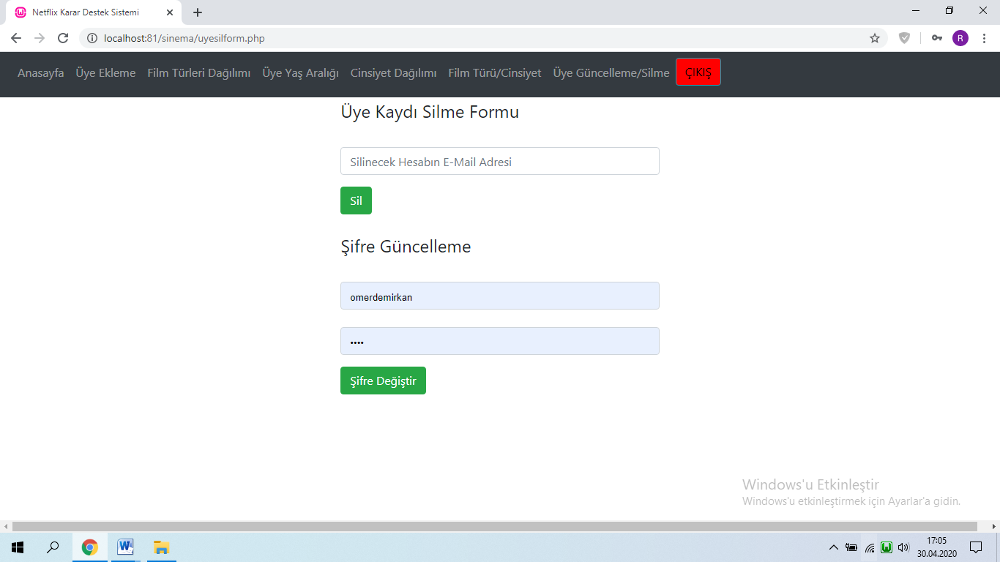 Netflix Karar Destek Sistemi
localhost:81/sinema/uyesilform.php
R
Anasayfa Üye Ekleme Film Türleri Dağılımı Üye Yaş Aralığı Cinsiyet Dağılımı Film Türü/Cinsiyet Üye Güncelleme/Silme ÇIKIŞ
Üye Kaydı Silme Formu
Silinecek Hesabın E-Mail Adresi
Sil
Şifre Güncelleme
omerdemirkan
••••
Şifre Değiştir
Windows'u Etkinleştir
Windows'u etkinleştirmek için Ayarlar'a gidin.
17:05
30.04.2020